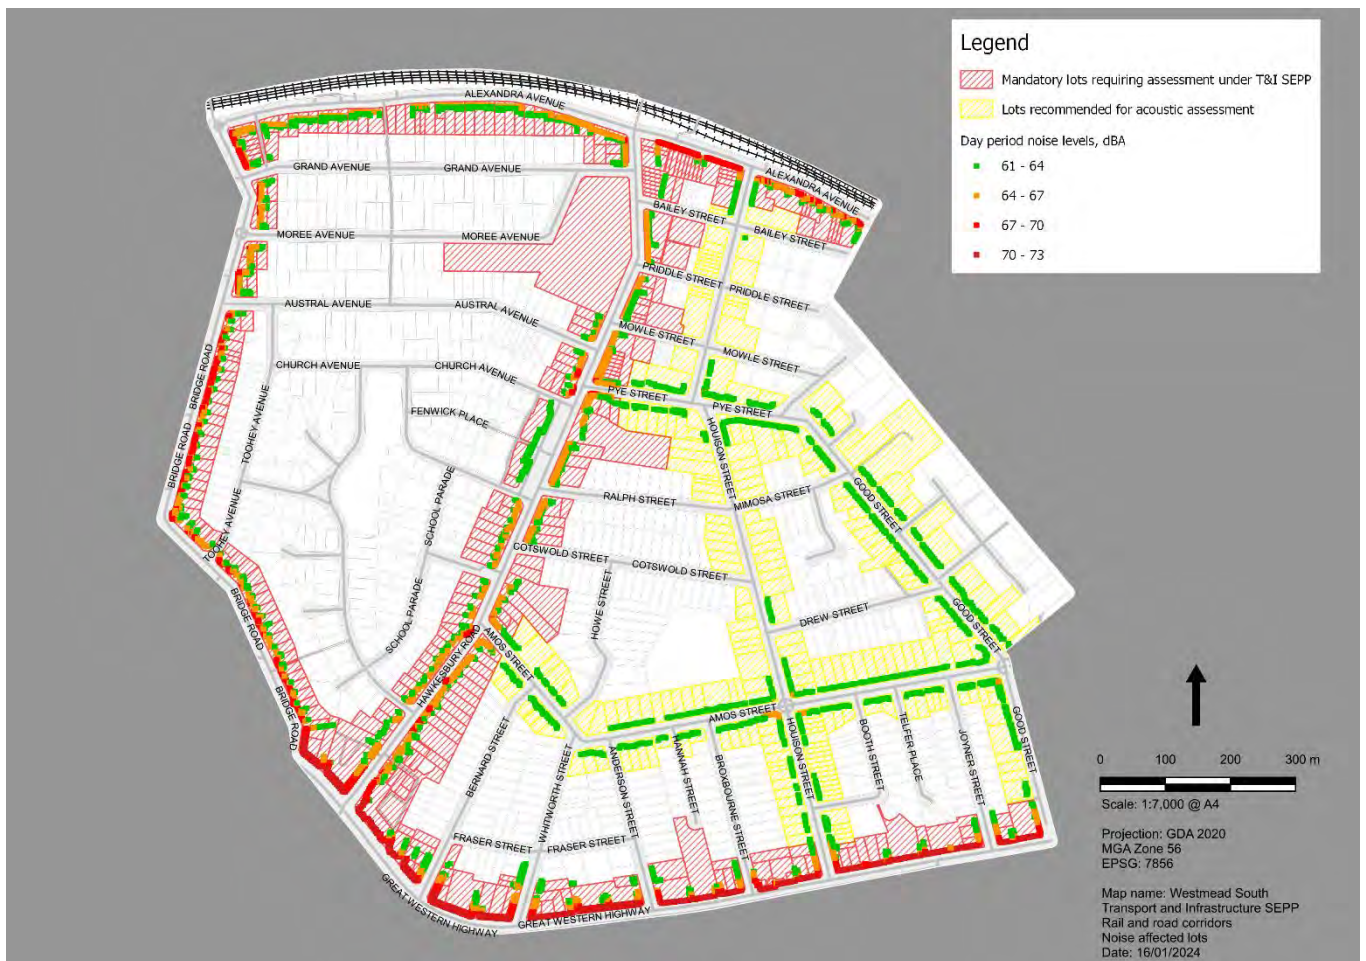 Legend
Mandatory lots requiring assessment under T&I SEPP
Lots recommended for acoustic assessment
Day period noise levels, dBA
61 - 64
64 - 67
67 - 70
70 - 73
ALEXANDRA AVENUE
GRAND AVENUE
GRAND AVENUE
ALEXANDRA AVENUE
BAILEY STREET
BAILEY STREET
MOREE AVENUE
MOREE AVENUE
PRIDDLE STREET
PRIDDLE STREET
AUSTRAL AVENUE
AUSTRAL AVENUE
MOWLE STREET
MOWLE STREET
BRIDGE ROAD
CHURCH AVENUE
CHURCH AVENUE
PYE STREET
PYE STREET
TOOHEY AVENUE
FENWICK PLACE
BRIDGE ROAD
HOUISON STREET
GOOD STREET
RALPH STREET
MIMOSA STREET
SCHOOL PARADE
TOOHEY AVENUE
COTSWOLD STREET
COTSWOLD STREET
BRIDGE ROAD
SCHOOL PARADE
HOWE STREET
DREW STREET
GOOD STREET
HAWKESBURY ROAD
AMOS STREET
BRIDGE ROAD
AMOS STREET
BERNARD STREET
WHITWORTH STREET
ANDERSON STREET
HANNAH STREET
BROXBOURNE STREET
HOUISON STREET
BOOTH STREET
TELFER PLACE
JOYNER STREET
GOOD STREET
FRASER STREET
FRASER STREET
GREAT WESTERN HIGHWAY
GREAT WESTERN HIGHWAY
0 100 200 300 m
Scale: 1:7,000 @ A4
Projection: GDA 2020
MGA Zone 56
EPSG: 7856
Map name: Westmead South
Transport and Infrastructure SEPP
Rail and road corridors
Noise affected lots
Date: 16/01/2024